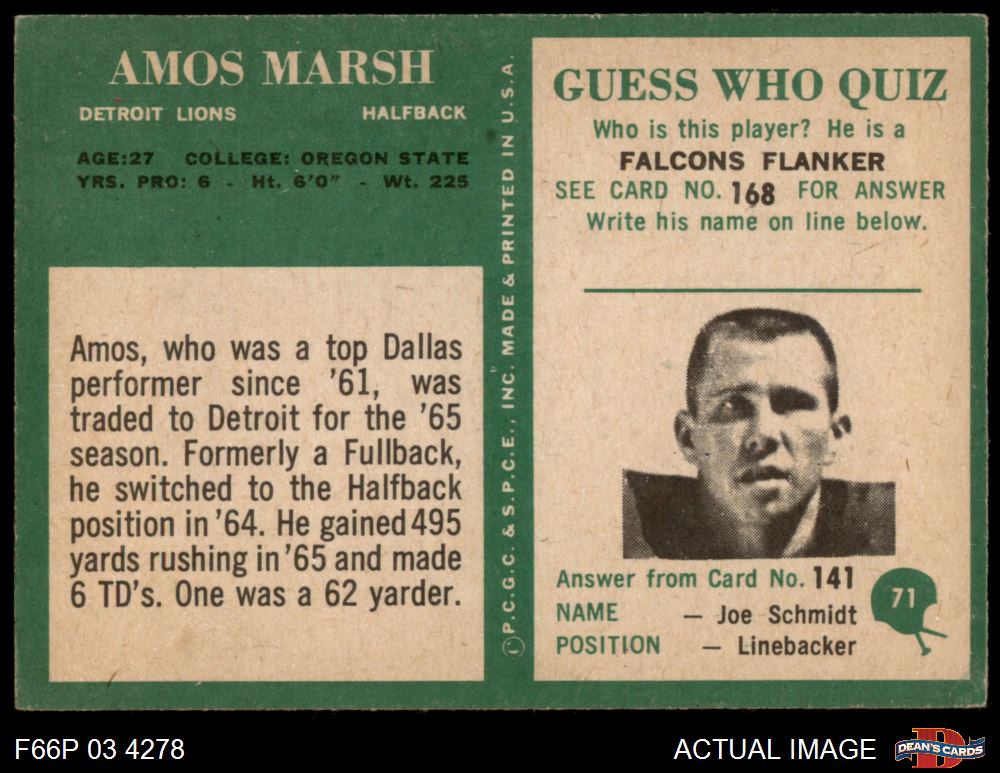 AMOS MARSH
DETROIT LIONS HALFBACK
AGE:27 COLLEGE: OREGON STATE
YRS. PRO: 6 - Ht. 6'0" - Wt. 225
Amos, who was a top Dallas
performer since '61, was
traded to Detroit for the '65
season. Formerly a Fullback,
he switched to the Halfback
position in '64. He gained 495
yards rushing in '65 and made
6 TD's. One was a 62 yarder.
© P.C.G.C. & S.P.C.E., INC. MADE & PRINTED IN U.S.A.
GUESS WHO QUIZ
Who is this player? He is a
FALCONS FLANKER
SEE CARD NO. 168 FOR ANSWER
Write his name on line below.
Answer from Card No. 141
NAME — Joe Schmidt
POSITION — Linebacker
71
F66P 03 4278
ACTUAL IMAGE
D
DEAN'S CARDS